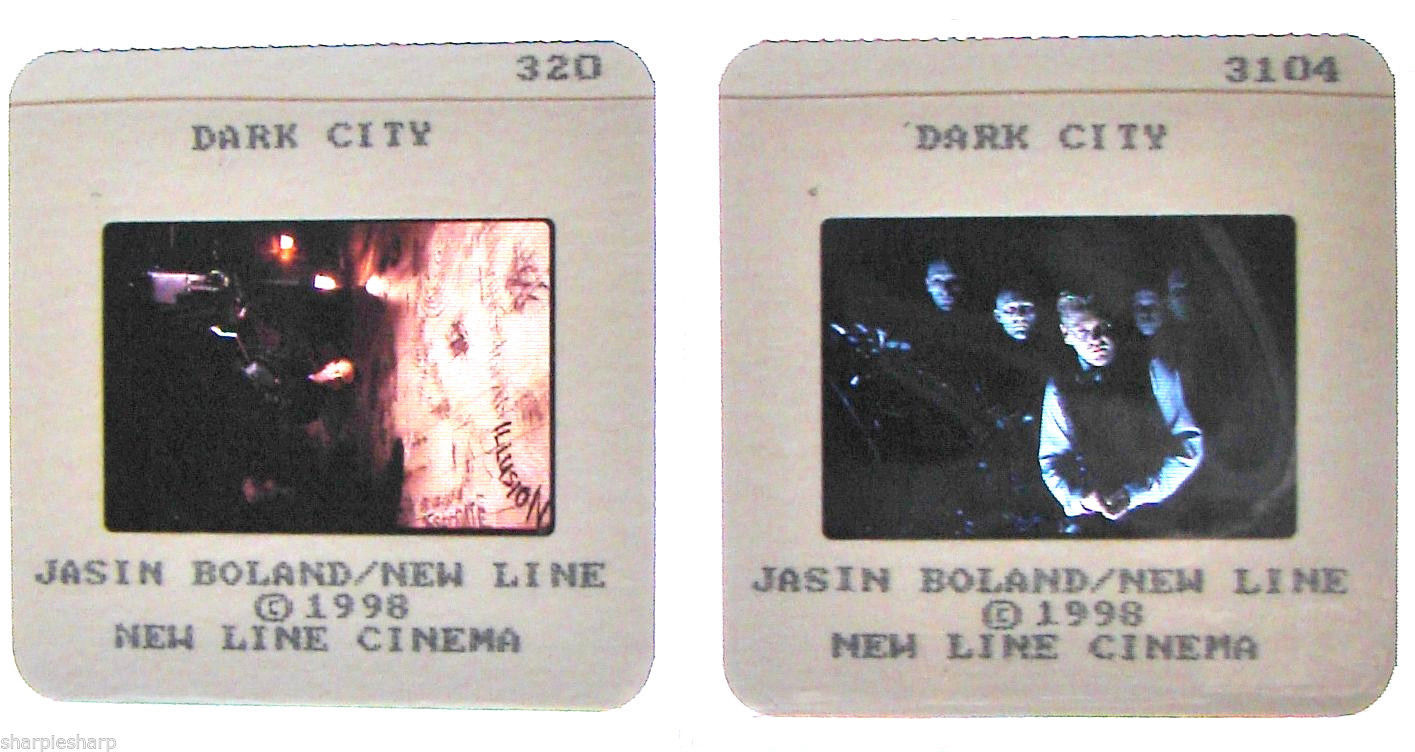 320
DARK CITY
ILLUSION
JASIN BOLAND/NEW LINE
© 1998
NEW LINE CINEMA
3104
DARK CITY
JASIN BOLAND/NEW LINE
© 1998
NEW LINE CINEMA
sharplesharp